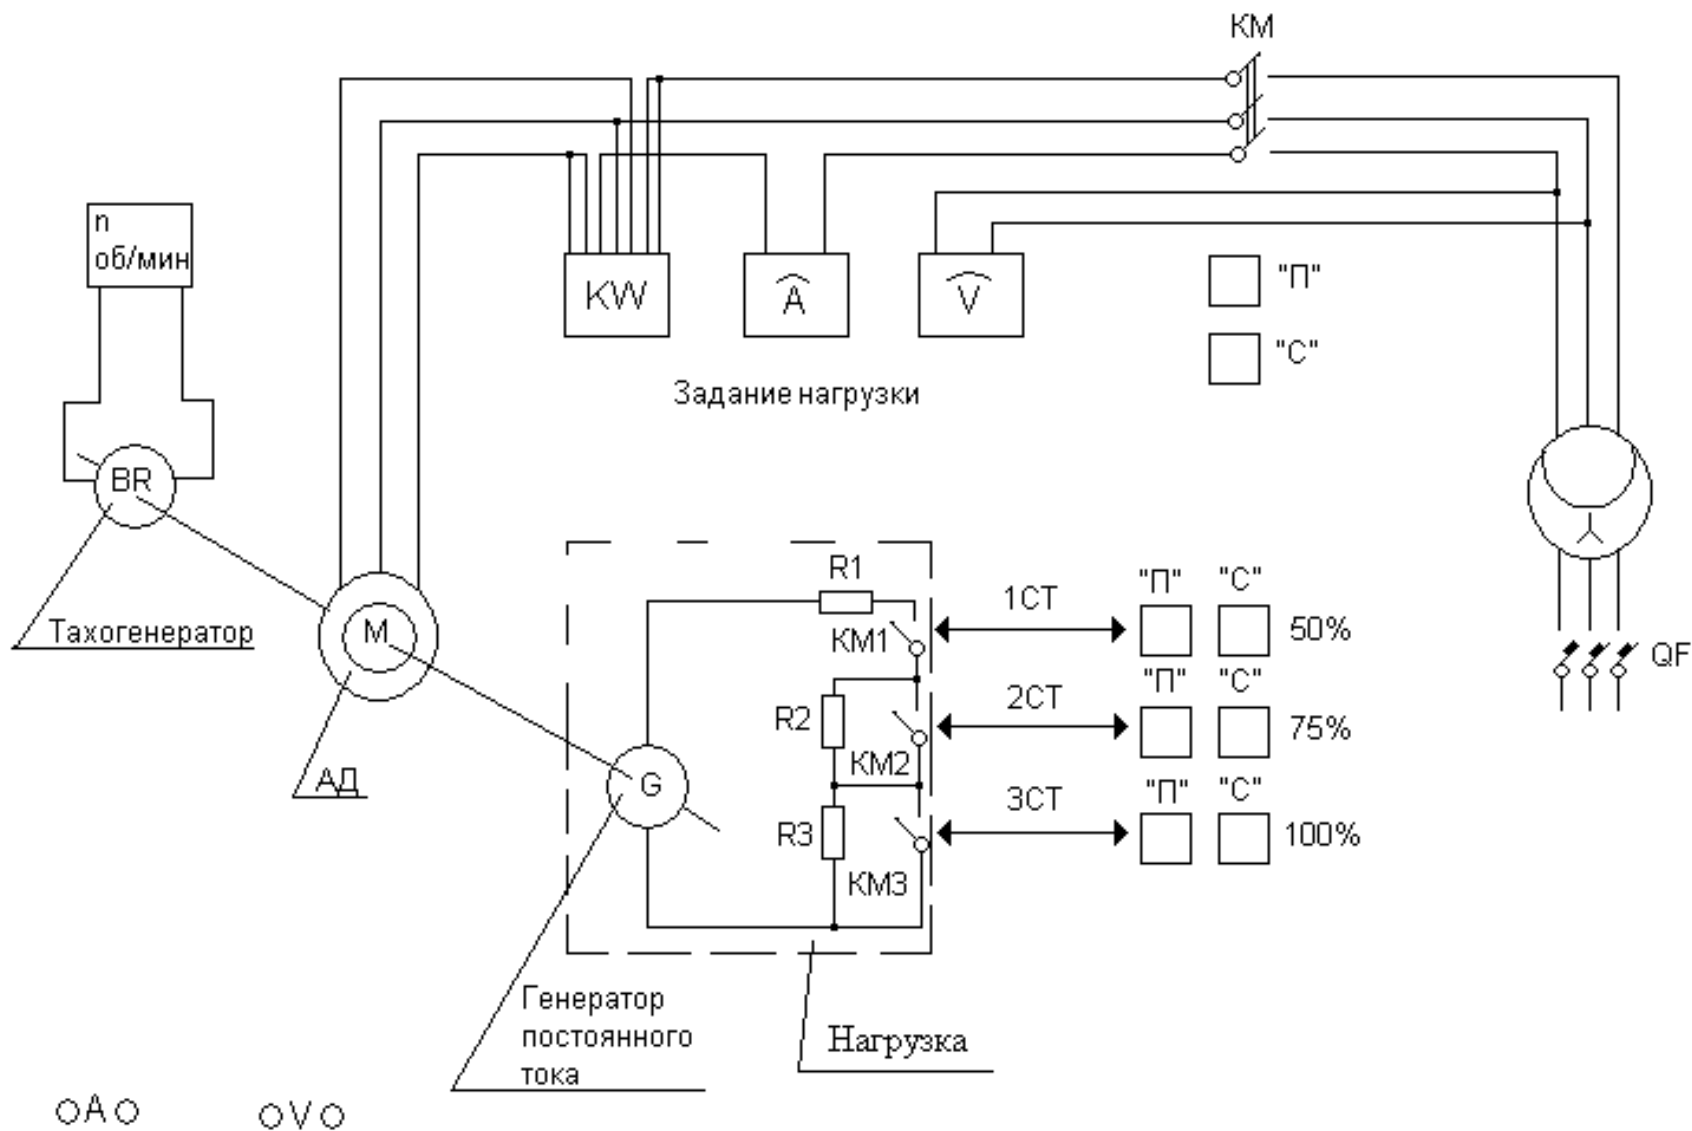 КМ
n
об/мин
KW
A
V
"П"
"С"
Задание нагрузки
BR
Тахогенератор
M
АД
R1
КМ1
1СТ
"П" "С"
50%
QF
R2
КМ2
2СТ
"П" "С"
75%
G
R3
КМ3
3СТ
"П" "С"
100%
Генератор
постоянного
тока
Нагрузка
A
V